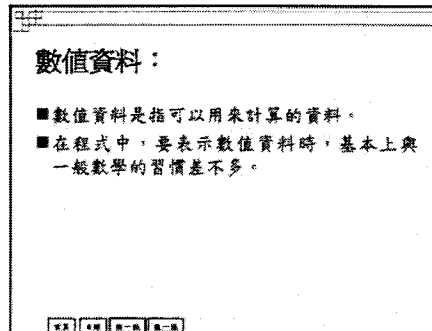 數值資料：
■數值資料是指可以用來計算的資料。
■在程式中，要表示數值資料時，基本上與
一般數學的習慣差不多。